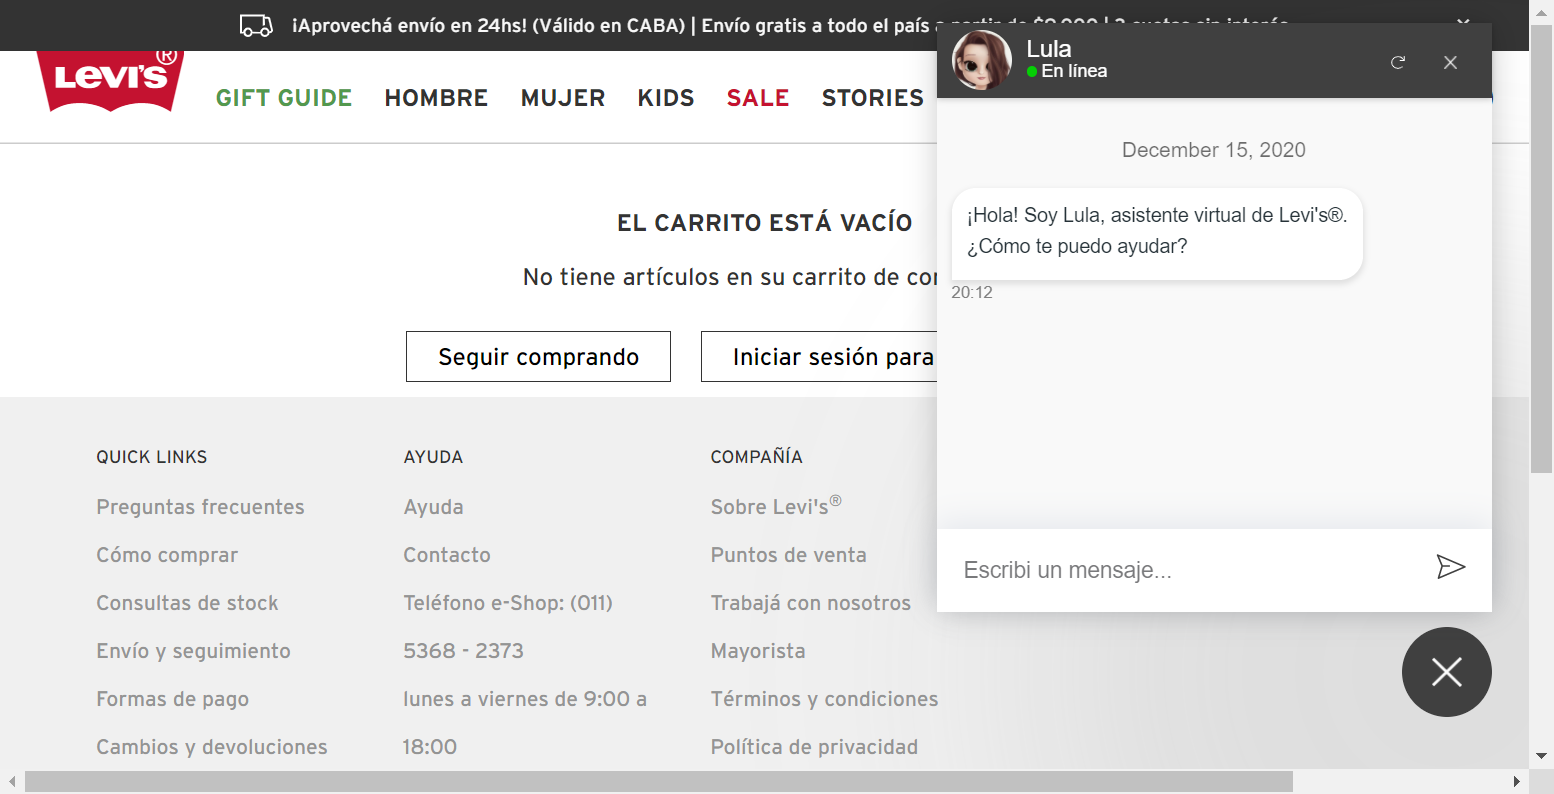 ¡Aprovechá envío en 24hs! (Válido en CABA) | Envío gratis a todo el país
LEVI'S®
GIFT GUIDE HOMBRE MUJER KIDS SALE STORIES
EL CARRITO ESTÁ VACÍO
No tiene artículos en su carrito de
Seguir comprando
Iniciar sesión para
QUICK LINKS
Preguntas frecuentes
Cómo comprar
Consultas de stock
Envío y seguimiento
Formas de pago
Cambios y devoluciones
AYUDA
Ayuda
Contacto
Teléfono e-Shop: (011)
5368 - 2373
lunes a viernes de 9:00 a
18:00
COMPAÑÍA
Sobre Levi's®
Puntos de venta
Trabajá con nosotros
Mayorista
Términos y condiciones
Política de privacidad
Lula
En línea
December 15, 2020
¡Hola! Soy Lula, asistente virtual de Levi's®.
¿Cómo te puedo ayudar?
20:12
Escribi un mensaje...